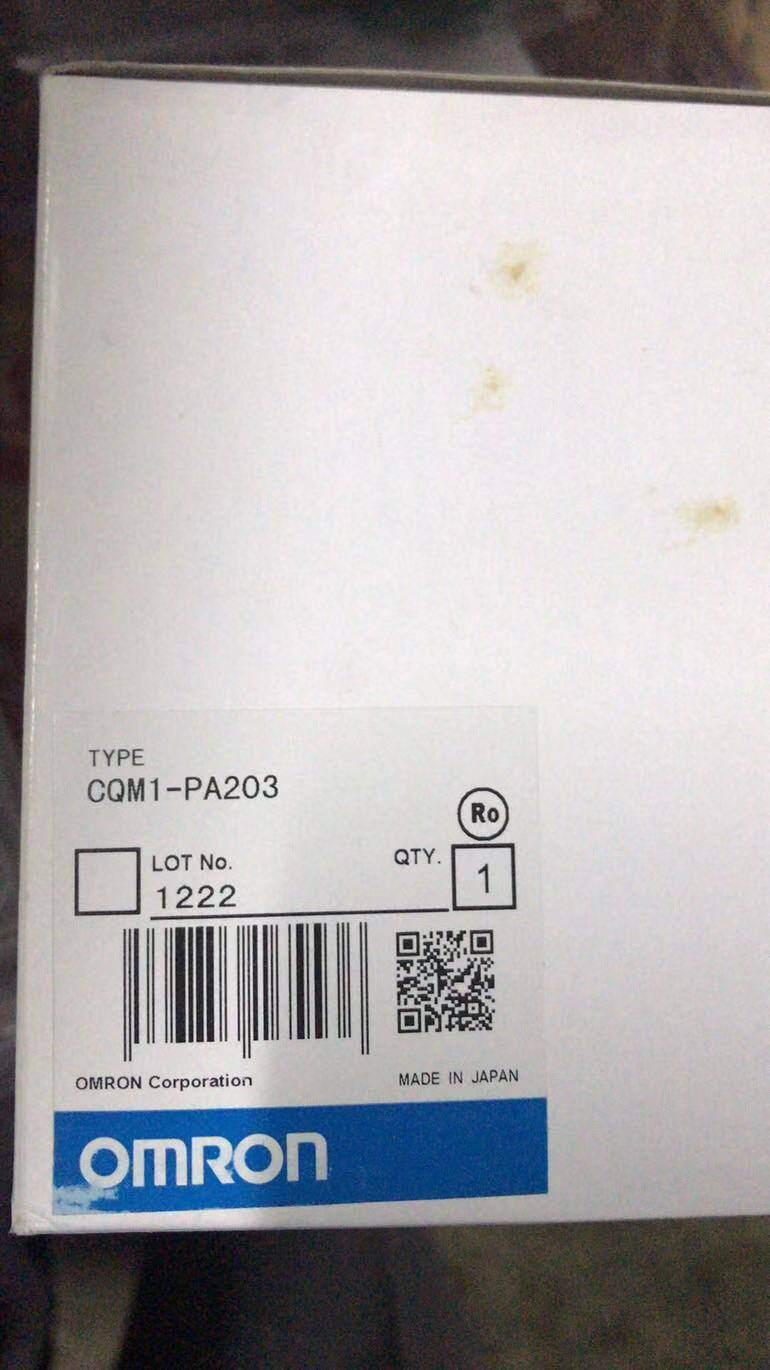 TYPE
CQM1-PA203
Ro
LOT No.
1222
QTY.
1
OMRON Corporation
MADE IN JAPAN
OMRON